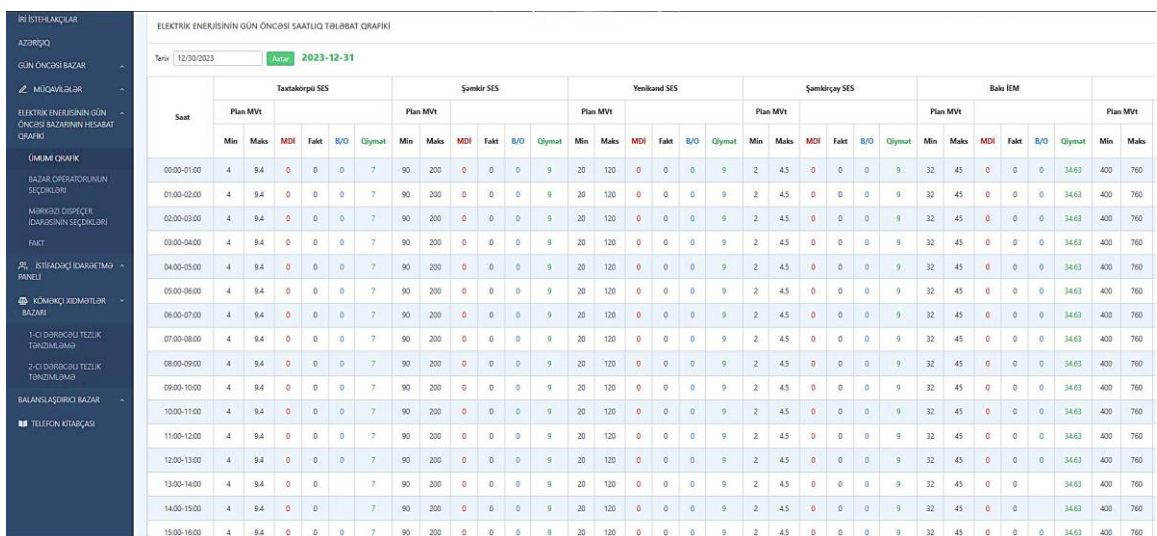 İRİ İSTEHLAKÇILAR
AZƏRİŞIQ
GÜN ÖNCƏSİ BAZAR
MÜQAVİLƏLƏR
ELEKTRİK ENERJİSİNİN GÜN
ÖNCƏSİ BAZARININ HESABAT
QRAFİKİ
ÜMUMİ QRAFİK
BAZAR OPERATORUNUN
SEÇDİKLƏRİ
MƏRKƏZİ DISPEÇER
İDARƏSİNİN SEÇDİKLƏRİ
FAKT
İSTİFADƏÇİ İDARƏETMƏ
PANELİ
KÖMƏKÇI XIDMƏTLƏR
BAZARI
1-CI DƏRƏCƏLI TEZLIK
TƏNZIMLƏMƏ
2-CI DƏRƏCƏLI TEZLIK
TƏNZIMLƏMƏ
BALANSLAŞDIRICI BAZAR
TELEFON KİTABÇASI
ELEKTRİK ENERJİSİNİN GÜN ÖNCƏSİ SAATLIQ TƏLƏBAT QRAFİKİ
Tarix 12/30/2023 Axtar 2023-12-31
Saat Taxtakörpü SES Şəmkir SES Yenikənd SES Şəmkirçay SES Bakı İEM
Plan MVt Plan MVt Plan MVt Plan MVt Plan MVt Plan MVt
Min Maks MDİ Fakt B/O Qiymət Min Maks MDİ Fakt B/O Qiymət Min Maks MDİ Fakt B/O Qiymət Min Maks MDİ Fakt B/O Qiymət Min Maks MDİ Fakt B/O Qiymət Min Maks
00:00-01:00 4 9.4 0 0 0 7 90 200 0 0 0 9 20 120 0 0 0 9 2 4.5 0 0 0 9 32 45 0 0 0 34.63 400 760
01:00-02:00 4 9.4 0 0 0 7 90 200 0 0 0 9 20 120 0 0 0 9 2 4.5 0 0 0 9 32 45 0 0 0 34.63 400 760
02:00-03:00 4 9.4 0 0 0 7 90 200 0 0 0 9 20 120 0 0 0 9 2 4.5 0 0 0 9 32 45 0 0 0 34.63 400 760
03:00-04:00 4 9.4 0 0 0 7 90 200 0 0 0 9 20 120 0 0 0 9 2 4.5 0 0 0 9 32 45 0 0 0 34.63 400 760
04:00-05:00 4 9.4 0 0 0 7 90 200 0 0 0 9 20 120 0 0 0 9 2 4.5 0 0 0 9 32 45 0 0 0 34.63 400 760
05:00-06:00 4 9.4 0 0 0 7 90 200 0 0 0 9 20 120 0 0 0 9 2 4.5 0 0 0 9 32 45 0 0 0 34.63 400 760
06:00-07:00 4 9.4 0 0 0 7 90 200 0 0 0 9 20 120 0 0 0 9 2 4.5 0 0 0 9 32 45 0 0 0 34.63 400 760
07:00-08:00 4 9.4 0 0 0 7 90 200 0 0 0 9 20 120 0 0 0 9 2 4.5 0 0 0 9 32 45 0 0 0 34.63 400 760
08:00-09:00 4 9.4 0 0 0 7 90 200 0 0 0 9 20 120 0 0 0 9 2 4.5 0 0 0 9 32 45 0 0 0 34.63 400 760
09:00-10:00 4 9.4 0 0 0 7 90 200 0 0 0 9 20 120 0 0 0 9 2 4.5 0 0 0 9 32 45 0 0 0 34.63 400 760
10:00-11:00 4 9.4 0 0 0 7 90 200 0 0 0 9 20 120 0 0 0 9 2 4.5 0 0 0 9 32 45 0 0 0 34.63 400 760
11:00-12:00 4 9.4 0 0 0 7 90 200 0 0 0 9 20 120 0 0 0 9 2 4.5 0 0 0 9 32 45 0 0 0 34.63 400 760
12:00-13:00 4 9.4 0 0 0 7 90 200 0 0 0 9 20 120 0 0 0 9 2 4.5 0 0 0 9 32 45 0 0 0 34.63 400 760
13:00-14:00 4 9.4 0 0 7 90 200 0 0 0 9 20 120 0 0 0 9 2 4.5 0 0 0 9 32 45 0 0 34.63 400 760
14:00-15:00 4 9.4 0 0 7 90 200 0 0 0 9 20 120 0 0 0 9 2 4.5 0 0 0 9 32 45 0 0 34.63 400 760
15:00-16:00 4 9.4 0 0 0 7 90 200 0 0 0 9 20 120 0 0 0 9 2 4.5 0 0 0 9 32 45 0 0 0 34.63 400 760